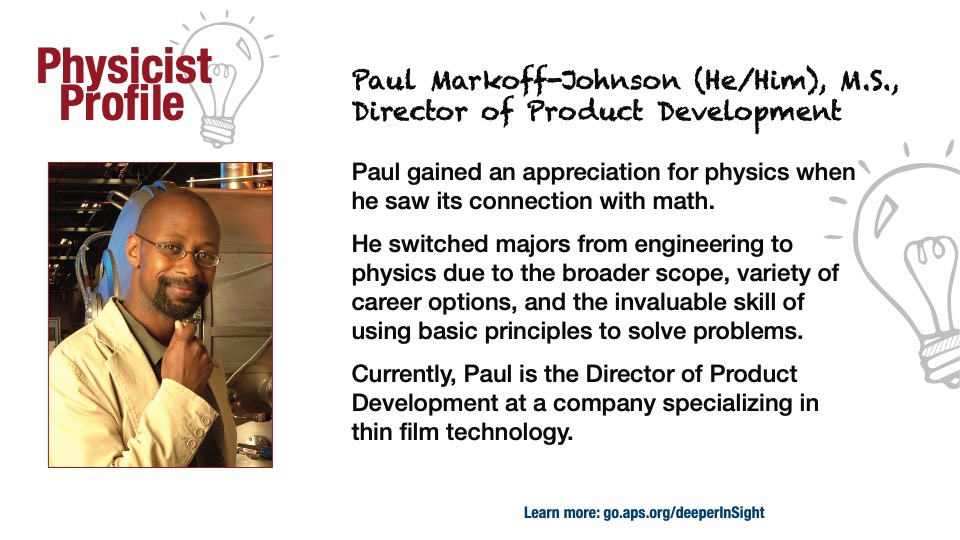 Physicist
Profile
Paul Markoff-Johnson (He/Him), M.S.,
Director of Product Development
Paul gained an appreciation for physics when
he saw its connection with math.
He switched majors from engineering to
physics due to the broader scope, variety of
career options, and the invaluable skill of
using basic principles to solve problems.
Currently, Paul is the Director of Product
Development at a company specializing in
thin film technology.
Learn more: go.aps.org/deeperInSight